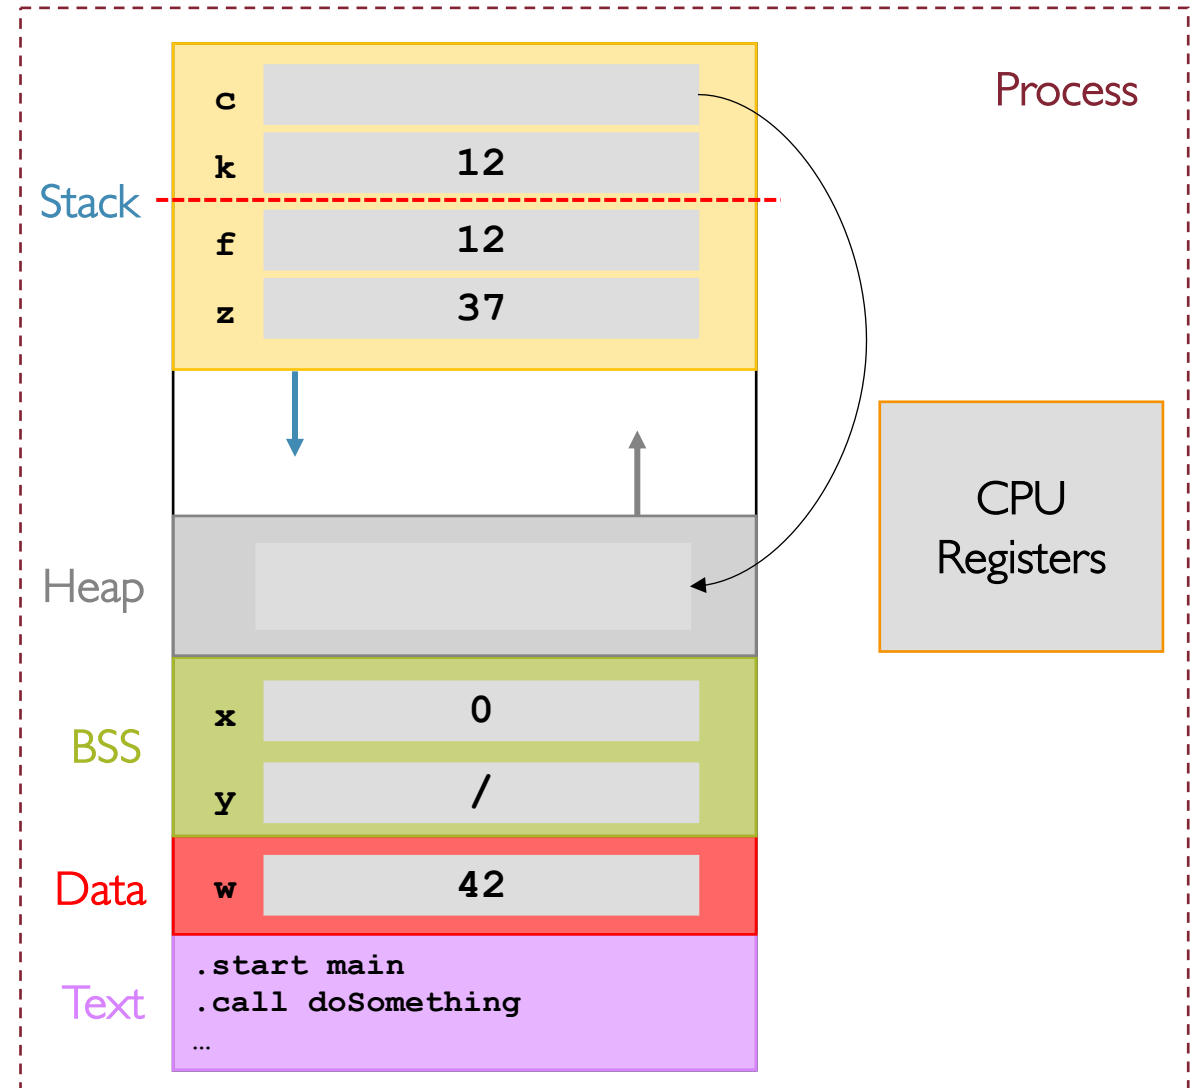 Process
c
k 12
Stack
f 12
z 37
CPU
Registers
Heap
x 0
BSS
y /
Data w 42
.start main
.call doSomething
Text
…